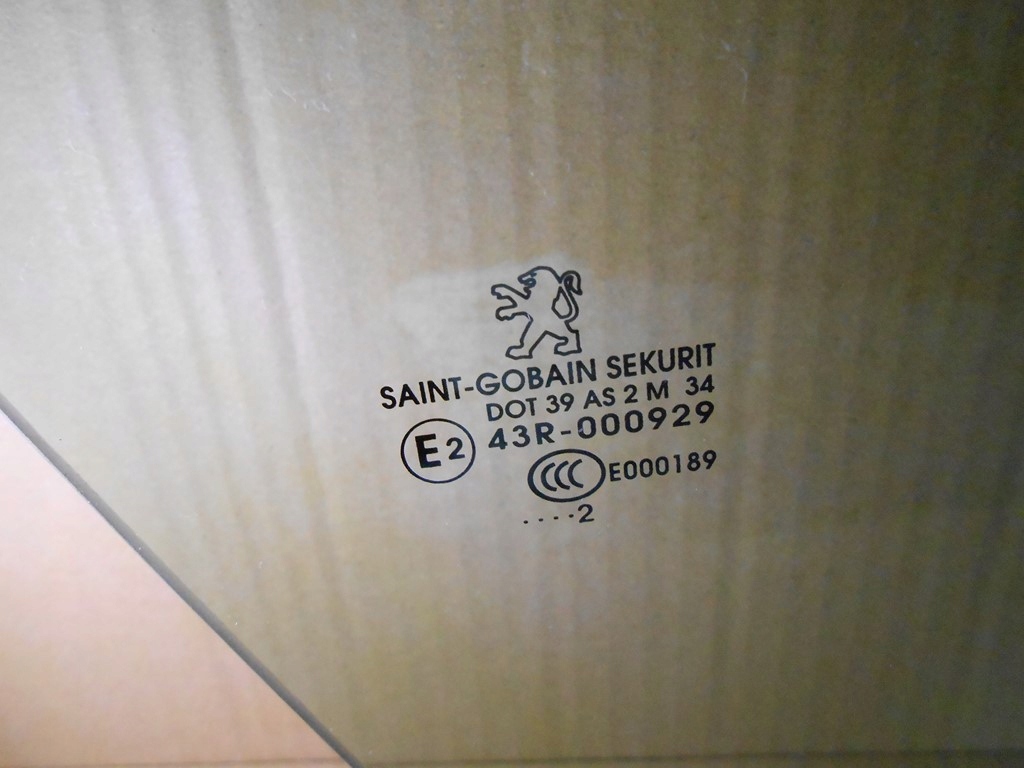 SAINT-GOBAIN SEKURIT
DOT 39 AS 2 M 34
E2 43R-000929
CCC E000189
....2